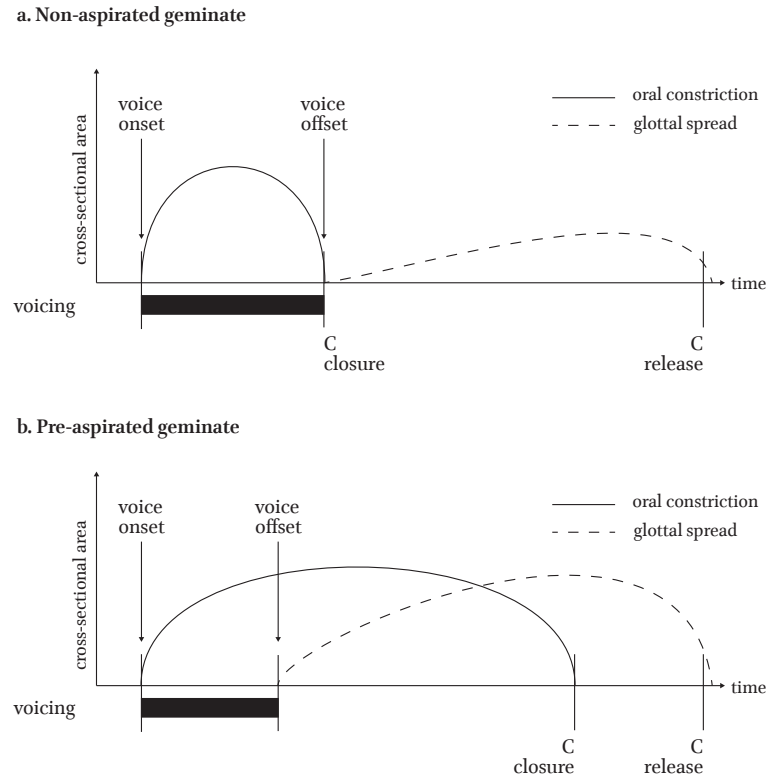 a. Non-aspirated geminate
voice
onset
voice
offset
oral constriction
glottal spread
cross-sectional area
time
voicing
C
closure
C
release
b. Pre-aspirated geminate
voice
onset
voice
offset
oral constriction
glottal spread
cross-sectional area
time
voicing
C
closure
C
release